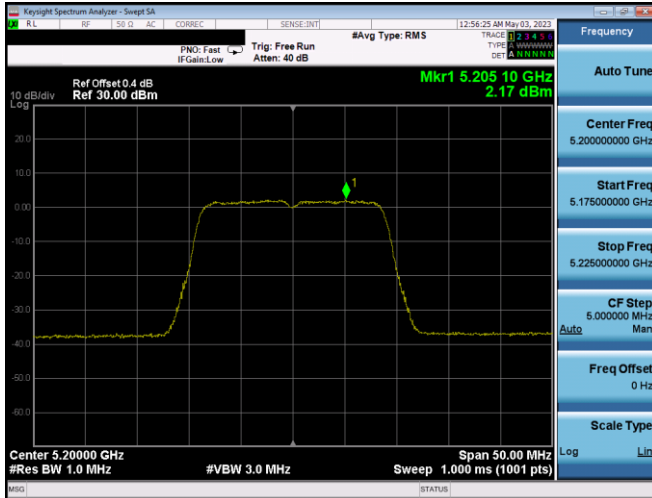 Keysight Spectrum Analyzer - Swept SA
RL RF 50 Ω AC CORREC SENSE:INT 12:56:25 AM May 03, 2023
#Avg Type: RMS
TRACE 1 2 3 4 5 6
PNO: Fast Trig: Free Run TYPE A WWWWW
IFGain:Low Atten: 40 dB DET A N N N N N
Ref Offset 0.4 dB
10 dB/div Ref 30.00 dBm
Log
Mkr1 5.205 10 GHz
2.17 dBm
20.0
10.0
0.00
-10.0
-20.0
-30.0
-40.0
-50.0
-60.0
1
Center 5.20000 GHz Span 50.00 MHz
#Res BW 1.0 MHz #VBW 3.0 MHz Sweep 1.000 ms (1001 pts)
MSG STATUS
Frequency
Auto Tune
Center Freq
5.200000000 GHz
Start Freq
5.175000000 GHz
Stop Freq
5.225000000 GHz
CF Step
5.000000 MHz
Auto Man
Freq Offset
0 Hz
Scale Type
Log Lin